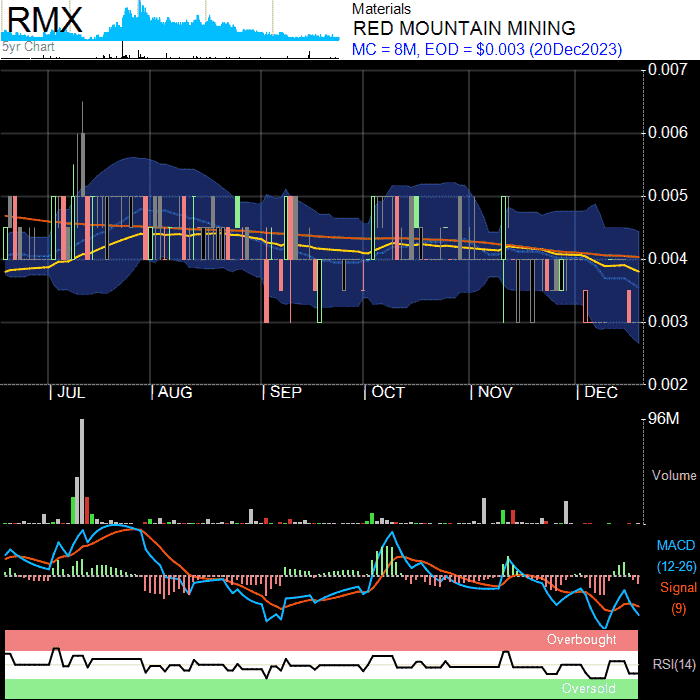 RMX
5yr Chart
Materials
RED MOUNTAIN MINING
MC = 8M, EOD = $0.003 (20Dec2023)
0.007
0.006
0.005
0.004
0.003
0.002
| JUL | AUG | SEP | OCT | NOV | DEC
96M
Volume
MACD
(12-26)
Signal
(9)
Overbought
RSI(14)
Oversold